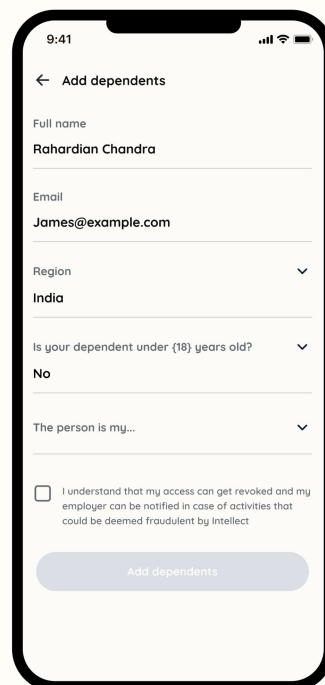 9:41
Add dependents
Full name
Rahardian Chandra
Email
James@example.com
Region
India
Is your dependent under {18} years old?
No
The person is my...
I understand that my access can get revoked and my
employer can be notified in case of activities that
could be deemed fraudulent by Intellect
Add dependents